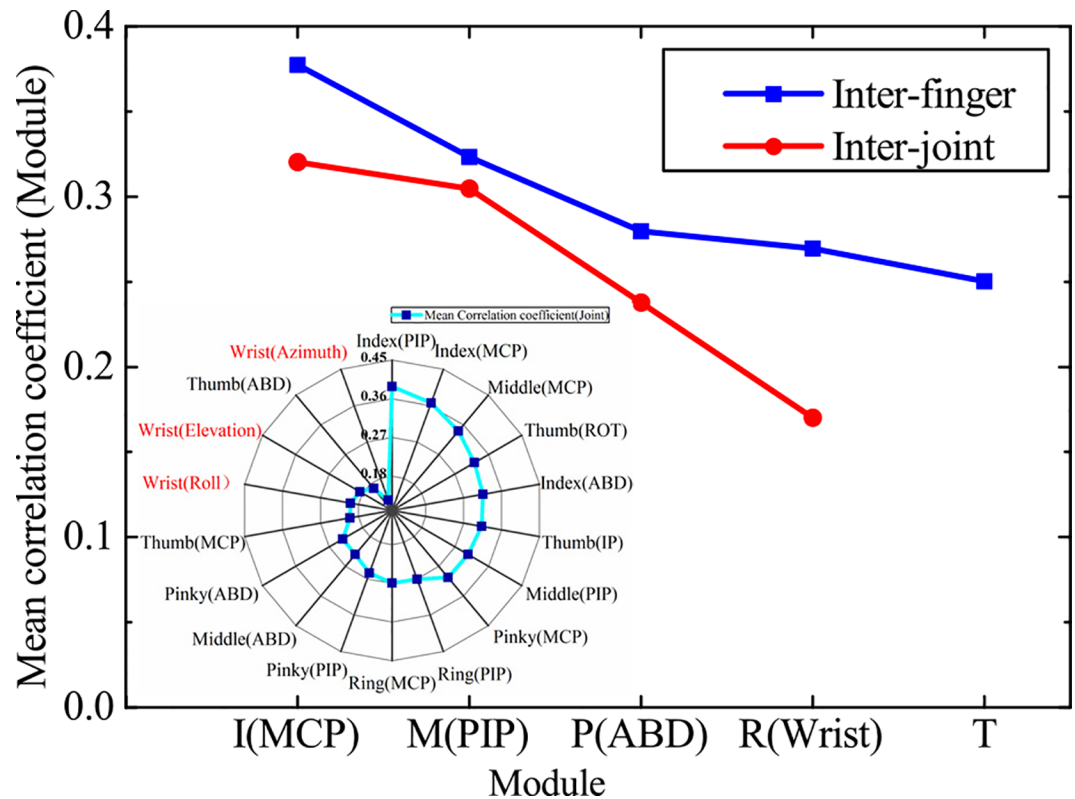 0.4
0.3
0.2
0.1
0.0
Mean correlation coefficient (Module)
Inter-finger
Inter-joint
Mean Correlation coefficient(Joint)
Index(PIP)
Index(MCP)
Middle(MCP)
Thumb(ROT)
Index(ABD)
Thumb(IP)
Middle(PIP)
Pinky(MCP)
Ring(PIP)
Ring(MCP)
Pinky(PIP)
Middle(ABD)
Pinky(ABD)
Thumb(MCP)
Wrist(Roll）
Wrist(Elevation)
Thumb(ABD)
Wrist(Azimuth)
0.45
0.36
0.27
0.18
I(MCP) M(PIP) P(ABD) R(Wrist) T
Module